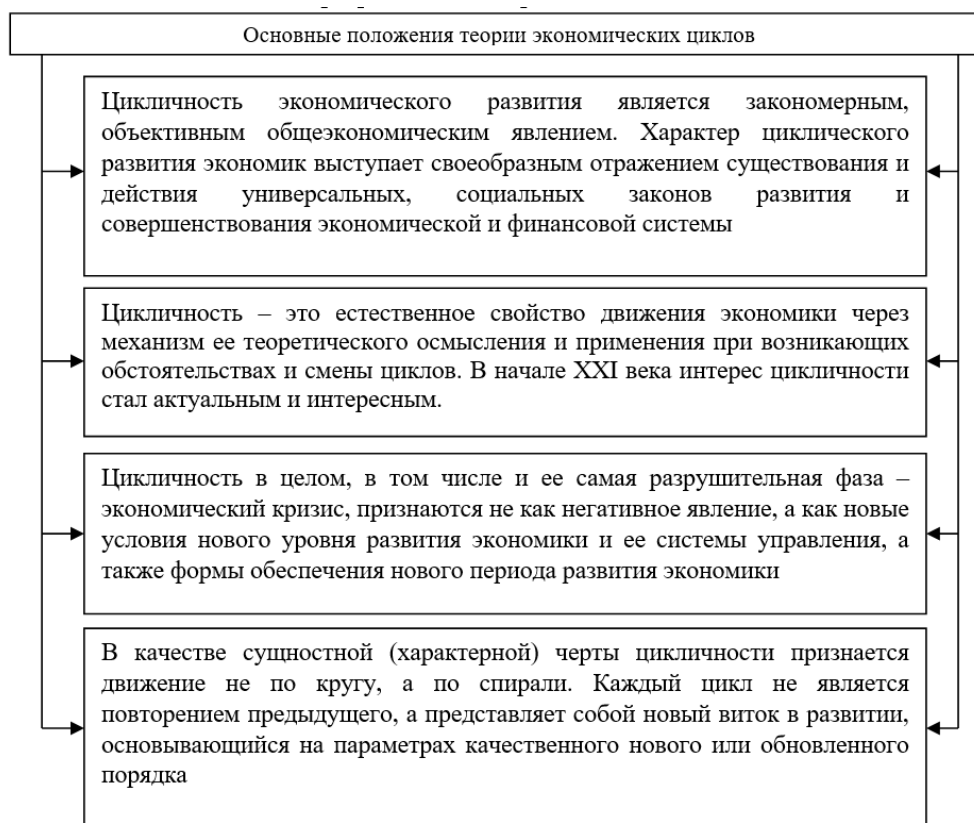 Основные положения теории экономических циклов
Цикличность экономического развития является закономерным,
объективным общеэкономическим явлением. Характер циклического
развития экономик выступает своеобразным отражением существования и
действия универсальных, социальных законов развития и
совершенствования экономической и финансовой системы
Цикличность – это естественное свойство движения экономики через
механизм ее теоретического осмысления и применения при возникающих
обстоятельствах и смены циклов. В начале XXI века интерес цикличности
стал актуальным и интересным.
Цикличность в целом, в том числе и ее самая разрушительная фаза –
экономический кризис, признаются не как негативное явление, а как новые
условия нового уровня развития экономики и ее системы управления, а
также формы обеспечения нового периода развития экономики
В качестве сущностной (характерной) черты цикличности признается
движение не по кругу, а по спирали. Каждый цикл не является
повторением предыдущего, а представляет собой новый виток в развитии,
основывающийся на параметрах качественного нового или обновленного
порядка